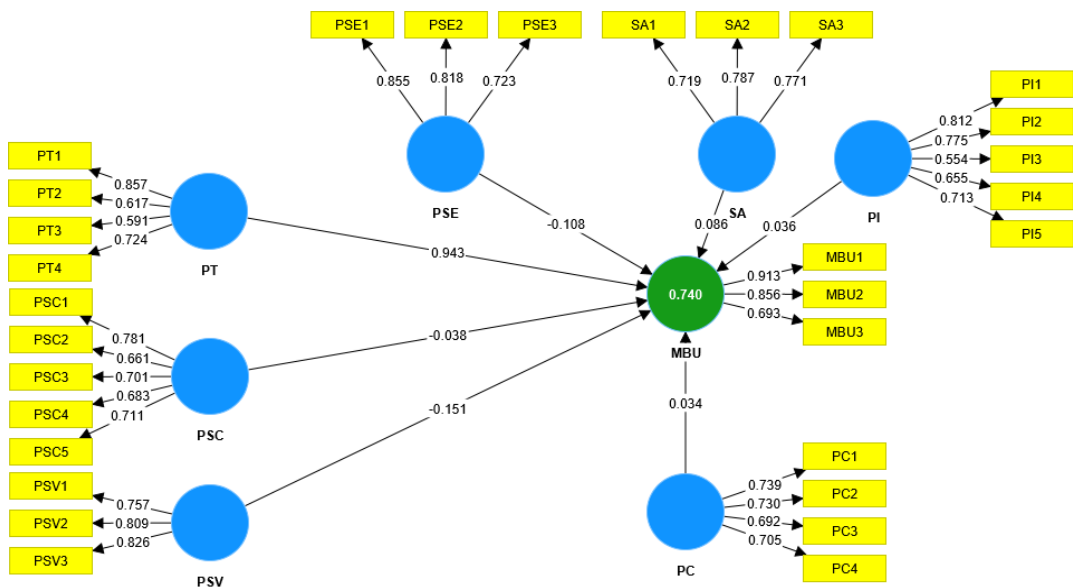 PSE1 PSE2 PSE3 SA1 SA2 SA3
0.855 0.818 0.723
0.719 0.787 0.771
PSE
SA
PI1
PI2
PI3
PI4
PI5
0.812
0.775
0.554
0.655
0.713
PI
PT1
PT2
PT3
PT4
0.857
0.617
0.591
0.724
PT
-0.108
0.086
0.036
0.943
PSC1
PSC2
PSC3
PSC4
PSC5
0.781
0.661
0.701
0.683
0.711
PSC
-0.038
0.740
MBU
0.913
0.856
0.693
MBU1
MBU2
MBU3
-0.151
0.034
PSV1
PSV2
PSV3
0.757
0.809
0.826
PSV
PC
0.739
0.730
0.692
0.705
PC1
PC2
PC3
PC4